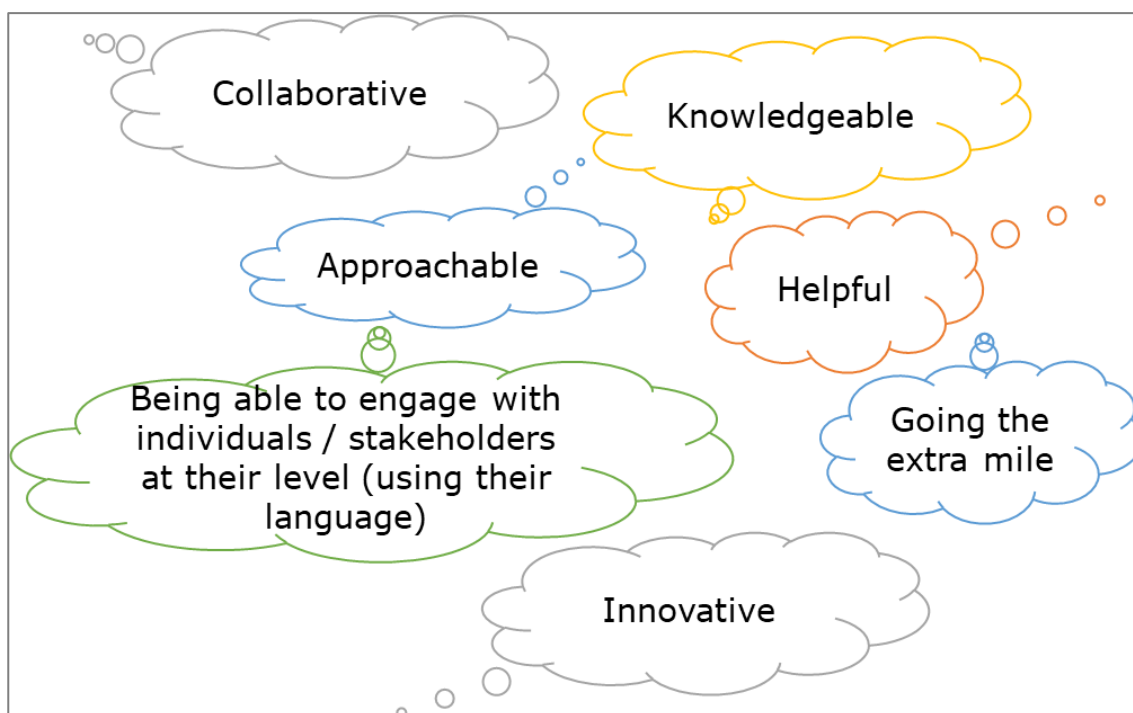 Collaborative
Knowledgeable
Approachable
Helpful
Being able to engage with
individuals / stakeholders
at their level (using their
language)
Going the
extra mile
Innovative